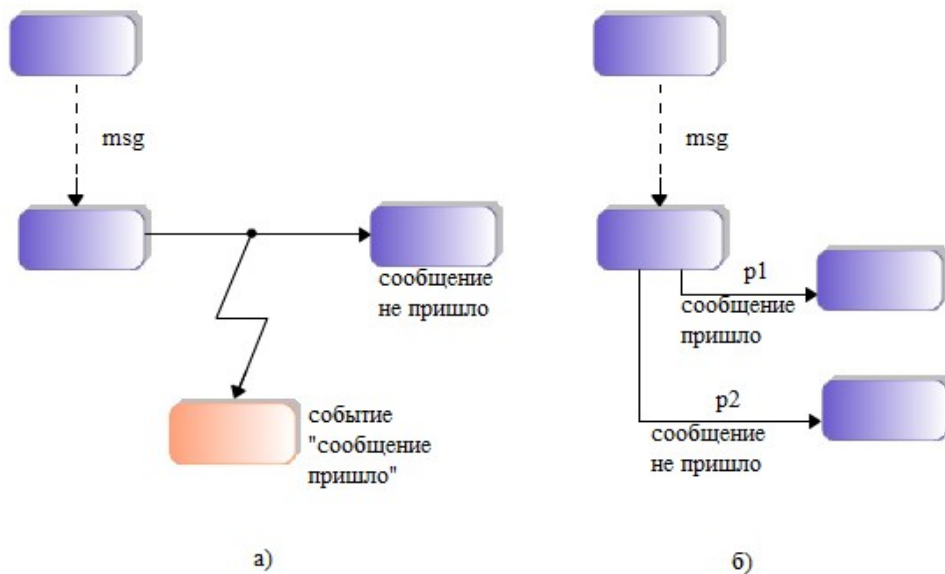 msg
сообщение
не пришло
событие
"сообщение
пришло"
а)
msg
p1
сообщение
пришло
p2
сообщение
не пришло
б)